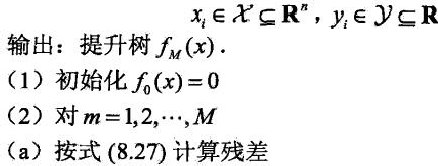 x_i ∈ 𝒳 ⊆ R^n, y_i ∈ 𝒴 ⊆ R
输出：提升树 f_M(x).
（1）初始化 f_0(x)=0
（2）对 m=1,2,⋯,M
（a）按式 (8.27) 计算残差